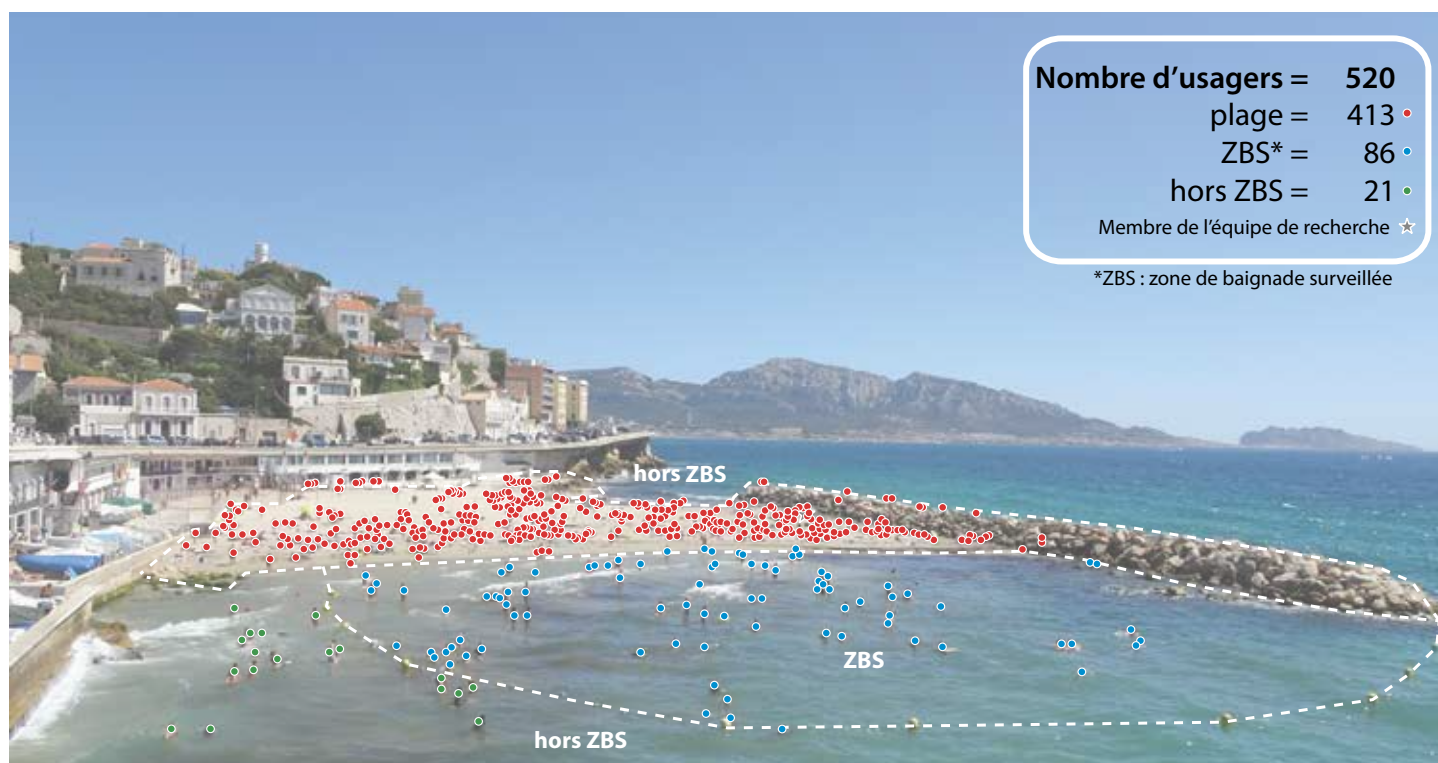 Nombre d'usagers = 520
plage = 413
ZBS* = 86
hors ZBS = 21
Membre de l'équipe de recherche
*ZBS : zone de baignade surveillée
hors ZBS
ZBS
hors ZBS